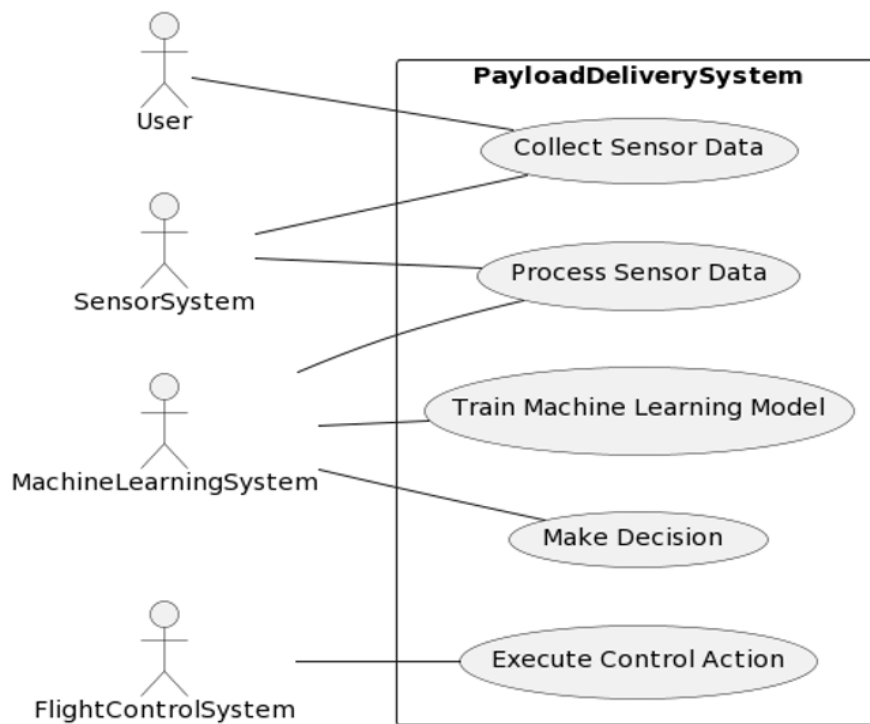 PayloadDeliverySystem
User
Collect Sensor Data
SensorSystem
Process Sensor Data
MachineLearningSystem
Train Machine Learning Model
Make Decision
FlightControlSystem
Execute Control Action